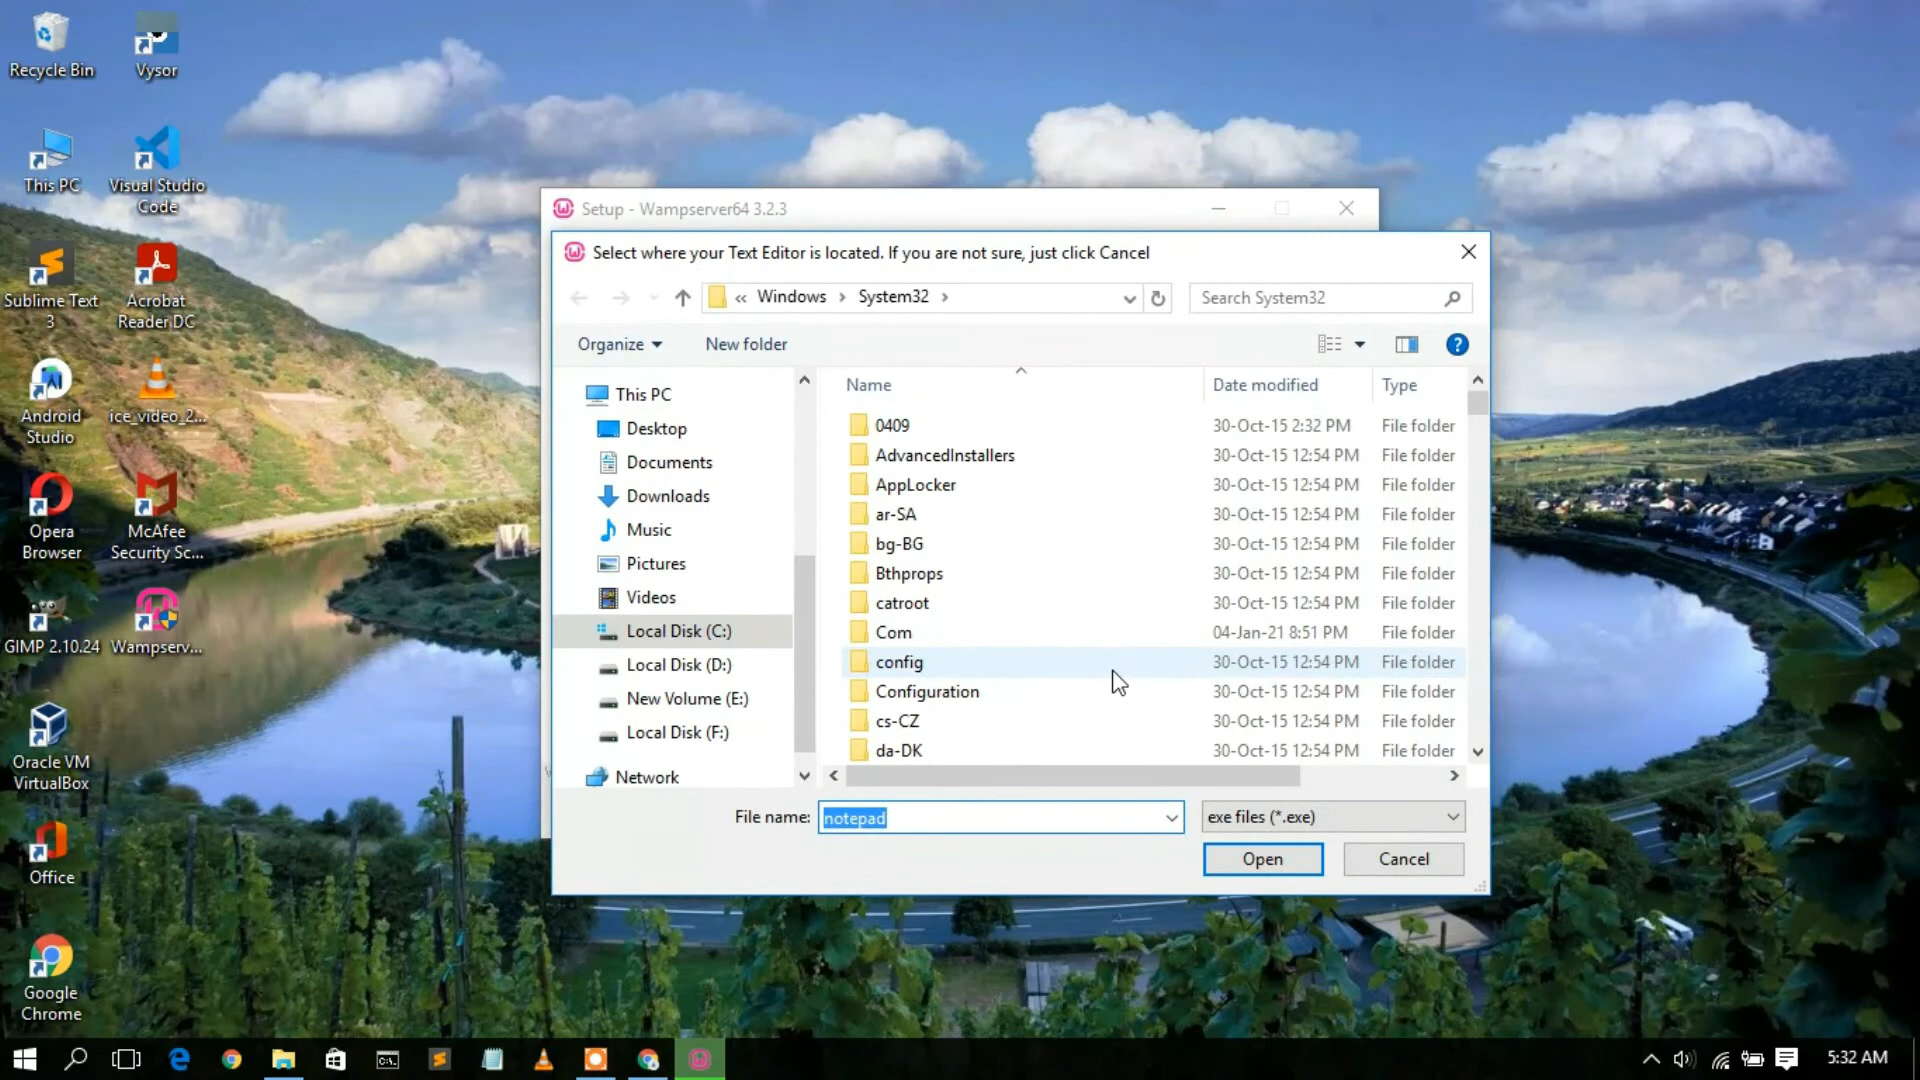 Recycle Bin
Vysor
This PC
Visual Studio
Code
Sublime Text
3
Acrobat
Reader DC
Android
Studio
ice_video_2...
Opera
Browser
McAfee
Security Sc...
GIMP 2.10.24
Wampserv...
Oracle VM
VirtualBox
Office
Google
Chrome
Setup - Wampserver64 3.2.3
Select where your Text Editor is located. If you are not sure, just click Cancel
« Windows › System32 ›
Search System32
Organize
New folder
This PC
Desktop
Documents
Downloads
Music
Pictures
Videos
Local Disk (C:)
Local Disk (D:)
New Volume (E:)
Local Disk (F:)
Network
Name Date modified Type
0409 30-Oct-15 2:32 PM File folder
AdvancedInstallers 30-Oct-15 12:54 PM File folder
AppLocker 30-Oct-15 12:54 PM File folder
ar-SA 30-Oct-15 12:54 PM File folder
bg-BG 30-Oct-15 12:54 PM File folder
Bthprops 30-Oct-15 12:54 PM File folder
catroot 30-Oct-15 12:54 PM File folder
Com 04-Jan-21 8:51 PM File folder
config 30-Oct-15 12:54 PM File folder
Configuration 30-Oct-15 12:54 PM File folder
cs-CZ 30-Oct-15 12:54 PM File folder
da-DK 30-Oct-15 12:54 PM File folder
File name: notepad
exe files (*.exe)
Open
Cancel
5:32 AM